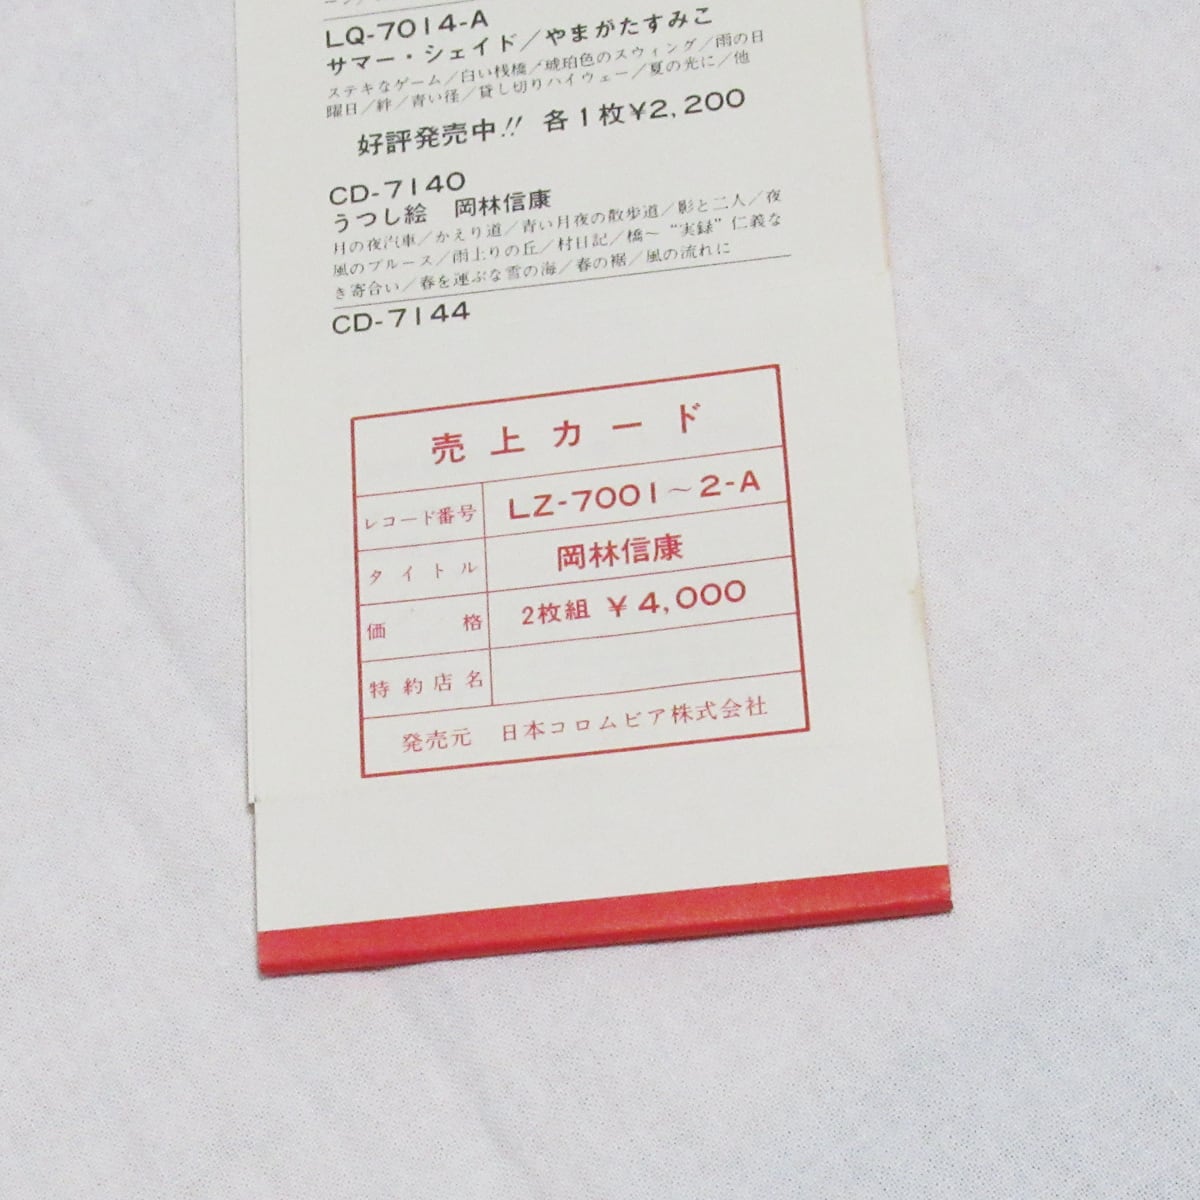 LQ-7014-A
サマー・シェイド／やまがたすみこ
ステキなゲーム／白い桟橋／琥珀色のスウィング／雨の日
曜日／絆／青い径／貸し切りハイウェー／夏の光に／他
好評発売中!! 各1枚¥2,200
CD-7140
うつし絵 岡林信康
月の夜汽車／かえり道／青い月夜の散歩道／影と二人／夜
風のブルース／雨上りの丘／村日記／橋〜“実録”仁義な
き寄合い／春を運ぶな雪の海／春の裾／風の流れに
CD-7144
売上カード
レコード番号 LZ-7001〜2-A
タイトル 岡林信康
価格 2枚組 ¥4,000
特約店名
発売元 日本コロムビア株式会社